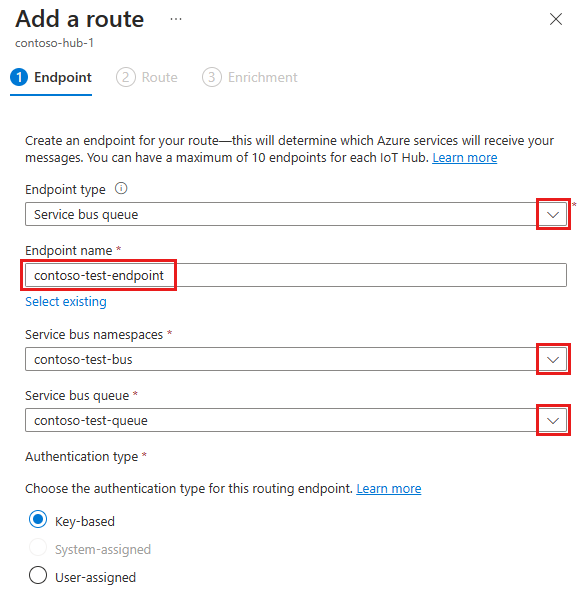 Add a route ...
contoso-hub-1
1 Endpoint 2 Route 3 Enrichment
Create an endpoint for your route—this will determine which Azure services will receive your
messages. You can have a maximum of 10 endpoints for each IoT Hub. Learn more
Endpoint type
Service bus queue *
Endpoint name *
contoso-test-endpoint
Select existing
Service bus namespaces *
contoso-test-bus
Service bus queue *
contoso-test-queue
Authentication type *
Choose the authentication type for this routing endpoint. Learn more
Key-based
System-assigned
User-assigned